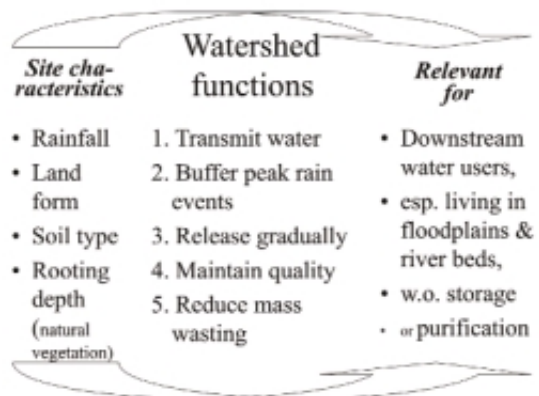 Site cha-
racteristics
• Rainfall
• Land
form
• Soil type
• Rooting
depth
(natural
vegetation)
Watershed
functions
1. Transmit water
2. Buffer peak rain
events
3. Release gradually
4. Maintain quality
5. Reduce mass
wasting
Relevant
for
• Downstream
water users,
• esp. living in
floodplains &
river beds,
• w.o. storage
• or purification